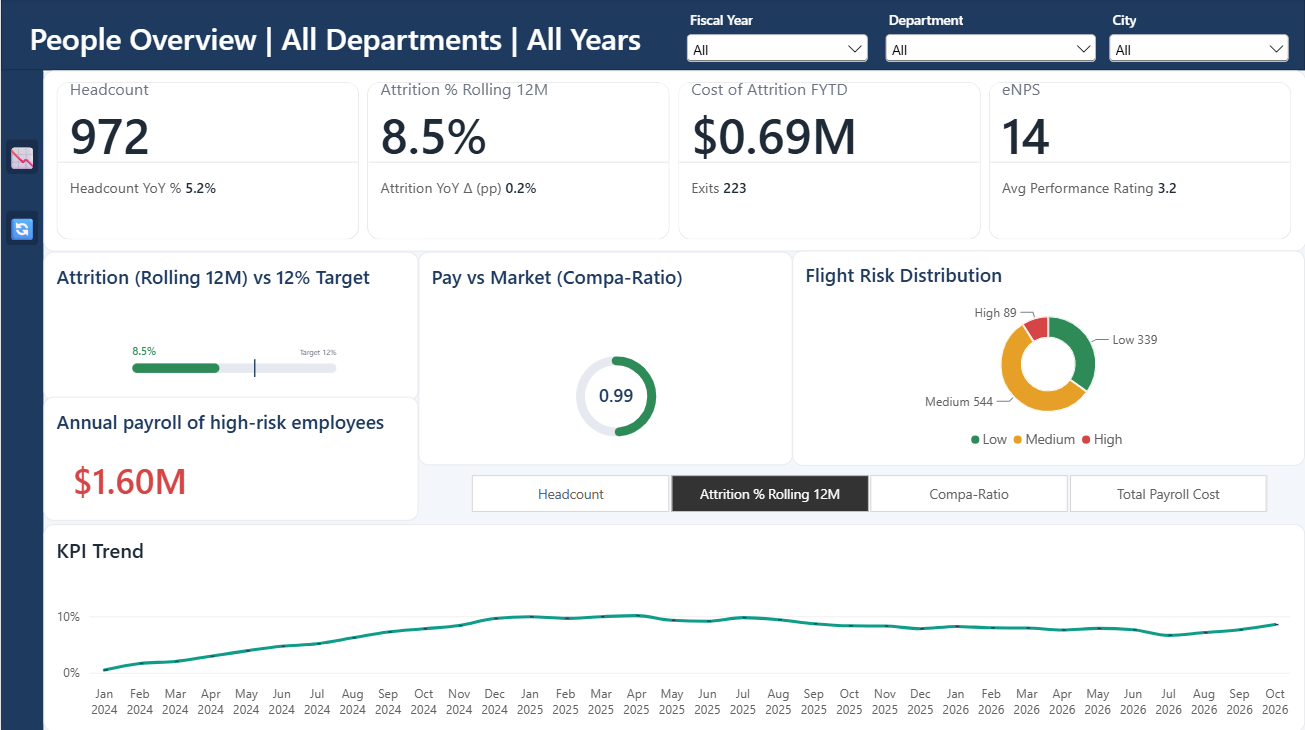 People Overview | All Departments | All Years
Fiscal Year
All
Department
All
City
All
Headcount
972
Headcount YoY % 5.2%
Attrition % Rolling 12M
8.5%
Attrition YoY Δ (pp) 0.2%
Cost of Attrition FYTD
$0.69M
Exits 223
eNPS
14
Avg Performance Rating 3.2
Attrition (Rolling 12M) vs 12% Target
8.5%
Target 12%
Annual payroll of high-risk employees
$1.60M
Pay vs Market (Compa-Ratio)
0.99
Flight Risk Distribution
High 89
Low 339
Medium 544
Low Medium High
Headcount
Attrition % Rolling 12M
Compa-Ratio
Total Payroll Cost
KPI Trend
10%
0%
Jan Feb Mar Apr May Jun Jul Aug Sep Oct Nov Dec Jan Feb Mar Apr May Jun Jul Aug Sep Oct Nov Dec Jan Feb Mar Apr May Jun Jul Aug Sep Oct
2024 2024 2024 2024 2024 2024 2024 2024 2024 2024 2024 2024 2025 2025 2025 2025 2025 2025 2025 2025 2025 2025 2025 2025 2026 2026 2026 2026 2026 2026 2026 2026 2026 2026